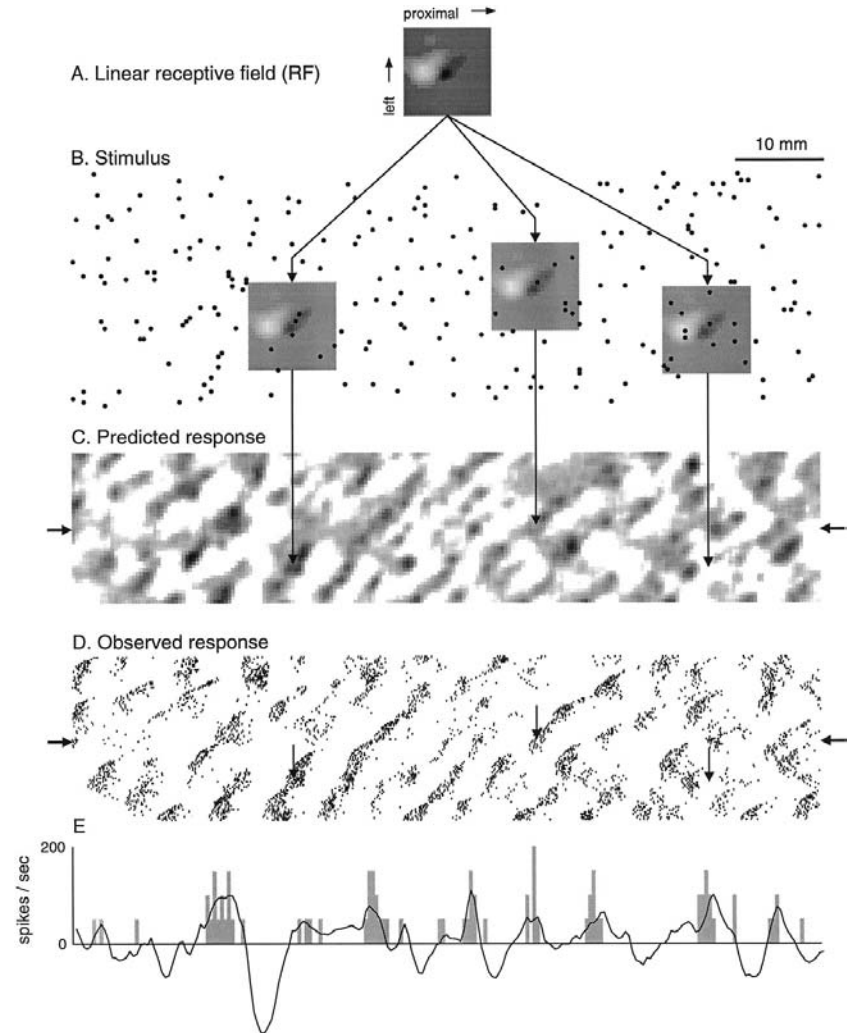 proximal
left
A. Linear receptive field (RF)
B. Stimulus
10 mm
C. Predicted response
D. Observed response
E
200
spikes / sec
0